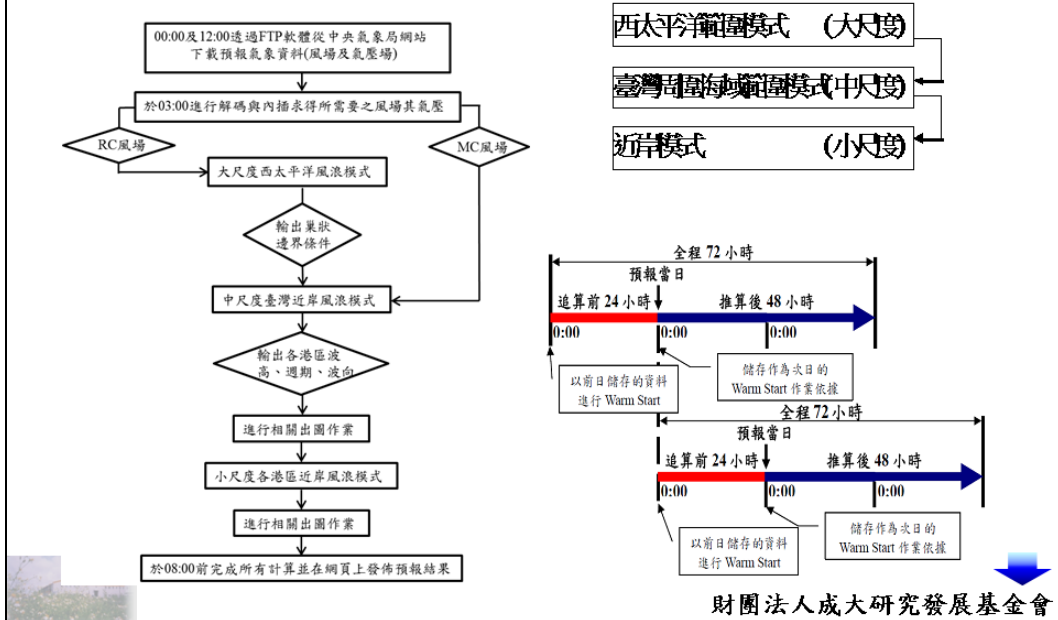 00:00及12:00透過FTP軟體從中央氣象局網站
下載預報氣象資料(風場及氣壓場)
於03:00進行解碼與內插求得所需要之風場其氣壓
RC風場
MC風場
大尺度西太平洋風浪模式
輸出巢狀
邊界條件
中尺度臺灣近岸風浪模式
輸出各港區波
高、週期、波向
進行相關出圖作業
小尺度各港區近岸風浪模式
進行相關出圖作業
於08:00前完成所有計算並在網頁上發佈預報結果
西太平洋範圍模式 (大尺度)
臺灣周圍海域範圍模式(中尺度)
近岸模式 (小尺度)
全程 72 小時
預報當日
追算前 24 小時
推算後 48 小時
0:00 0:00 0:00
以前日儲存的資料
進行 Warm Start
儲存作為次日的
Warm Start 作業依據
全程 72 小時
預報當日
追算前 24 小時
推算後 48 小時
0:00 0:00 0:00
以前日儲存的資料
進行 Warm Start
儲存作為次日的
Warm Start 作業依據
財團法人成大研究發展基金會